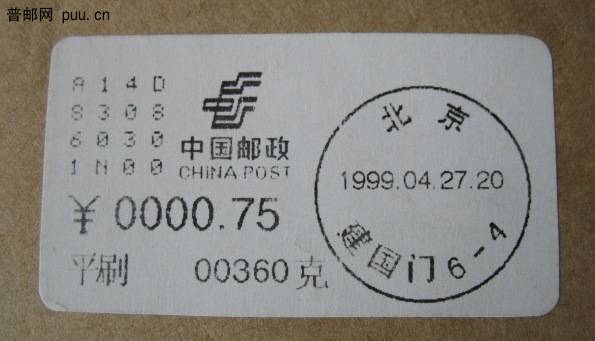 普邮网 puu.cn
A14D
8308
6030
1N00
中国邮政
CHINA POST
¥ 0000.75
平刷 00360克
北京
1999.04.27.20
建国门6-4